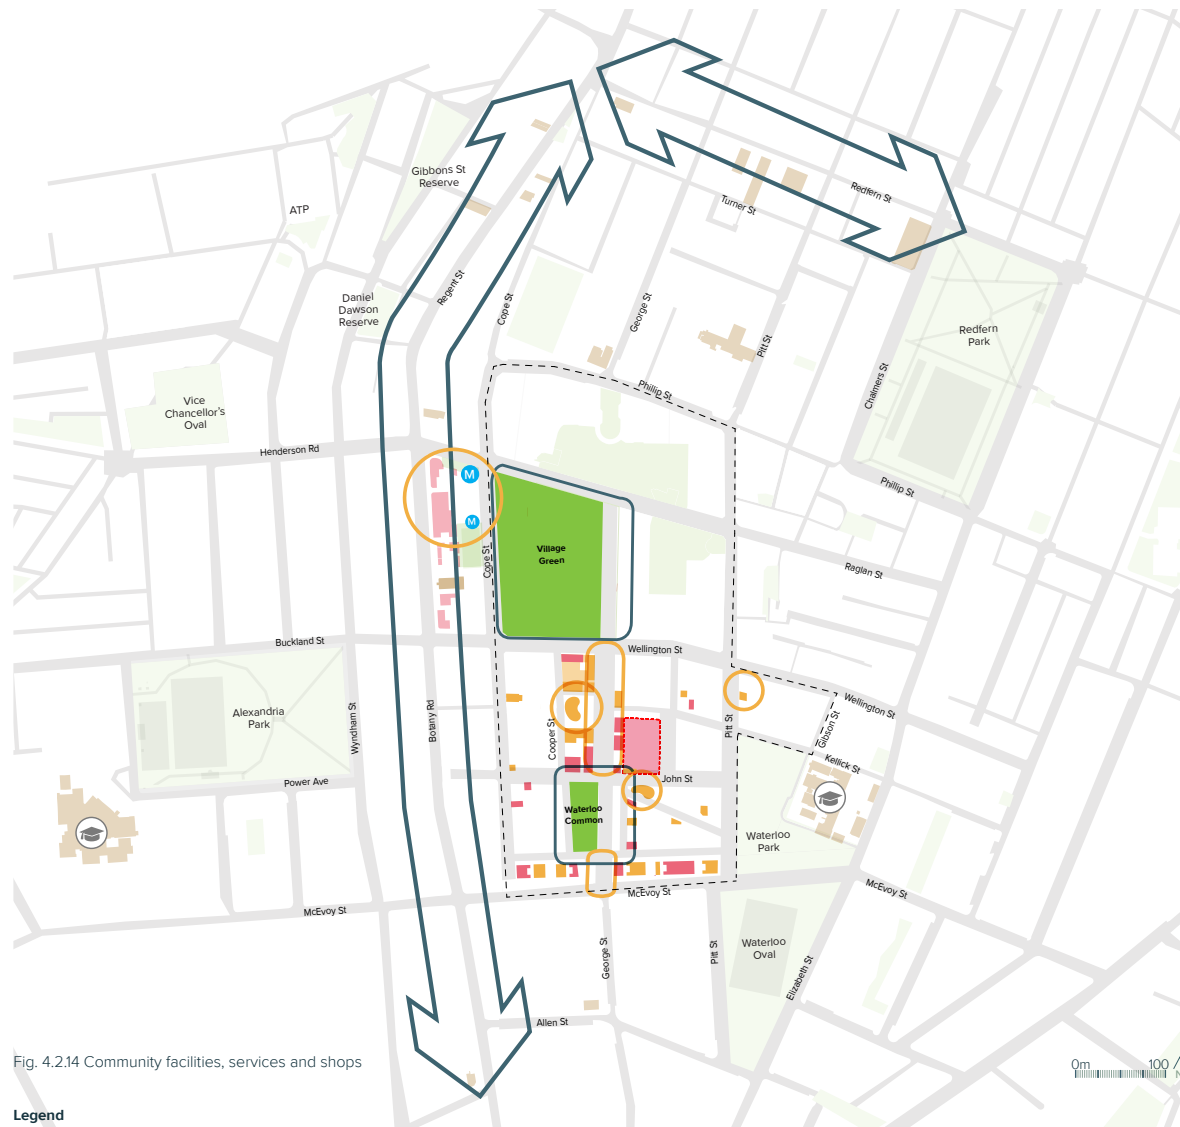 Gibbons St
Reserve
ATP
Redfern St
Turner St
Daniel
Dawson
Reserve
Regent St
Cope St
George St
Pitt St
Redfern
Park
Chalmers St
Phillip St
Vice
Chancellor's
Oval
Henderson Rd
M
Phillip St
M
Village
Green
Cope St
Raglan St
Buckland St
Wellington St
Alexandria
Park
Wyndham St
Botany Rd
Cooper St
Pitt St
Wellington St
Gibson St
Kellick St
Power Ave
John St
Waterloo
Common
Waterloo
Park
McEvoy St
McEvoy St
McEvoy St
George St
Pitt St
Waterloo
Oval
Elizabeth St
Allen St
Fig. 4.2.14 Community facilities, services and shops
0m 100
Legend